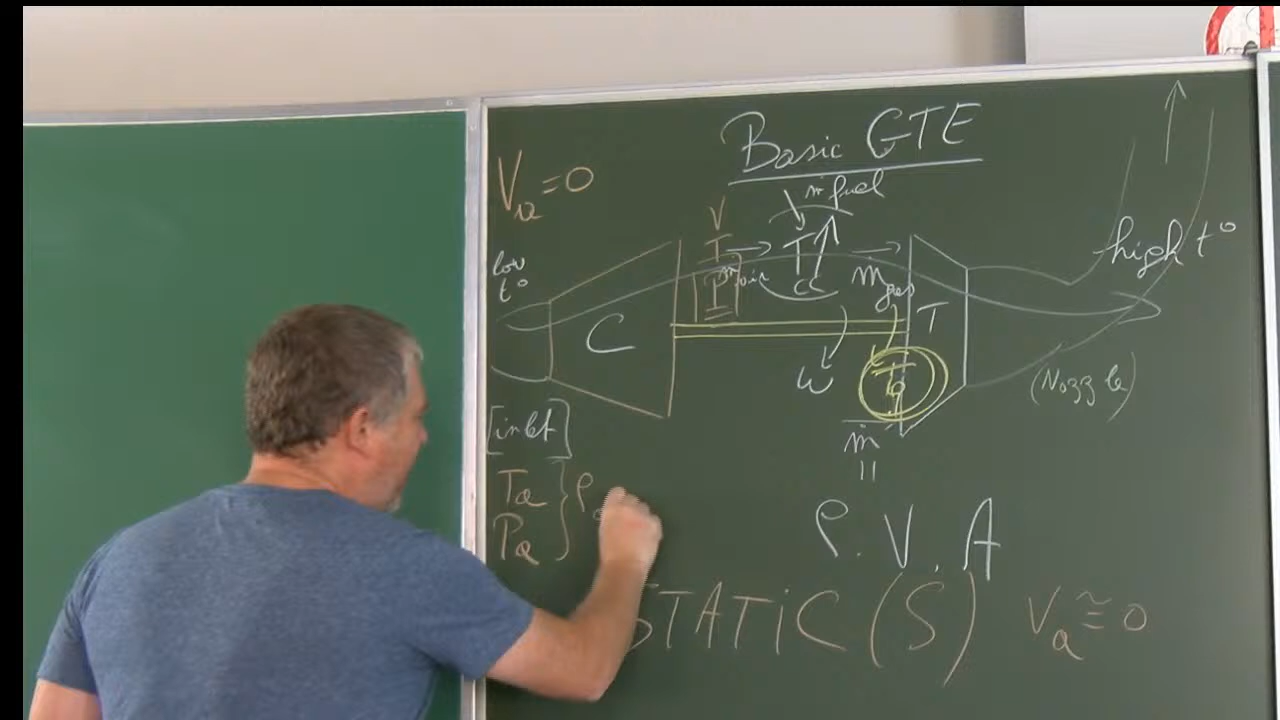 Basic GTE
Va = 0
ṁ fuel
V
T
T
low t°
high t°
ṁ air
P
CC
ṁ gas
C
T
ω
(Nozzle)
[inlet]
ṁ
=
Ta } ρ
Pa
ρ . V . A
STATiC (S) Va ≅ 0